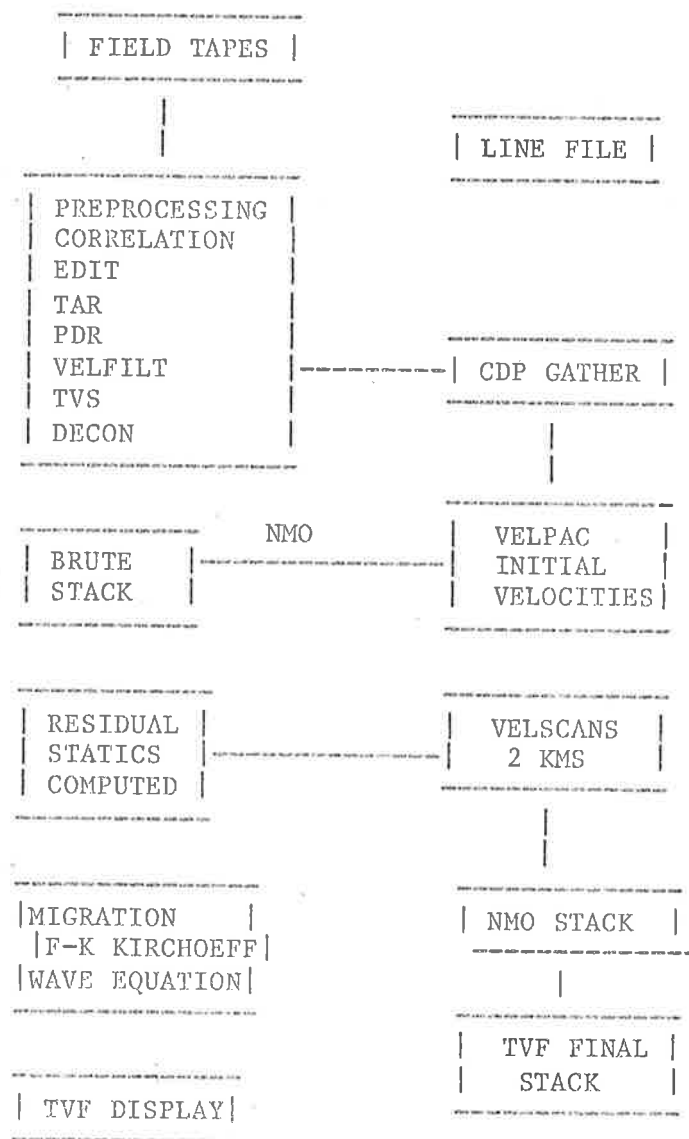 FIELD TAPES
LINE FILE
PREPROCESSING
CORRELATION
EDIT
TAR
PDR
VELFILT
TVS
DECON
CDP GATHER
NMO
BRUTE
STACK
VELPAC
INITIAL
VELOCITIES
RESIDUAL
STATICS
COMPUTED
VELSCANS
2 KMS
MIGRATION
F-K KIRCHOEFF
WAVE EQUATION
NMO STACK
TVF FINAL
STACK
TVF DISPLAY